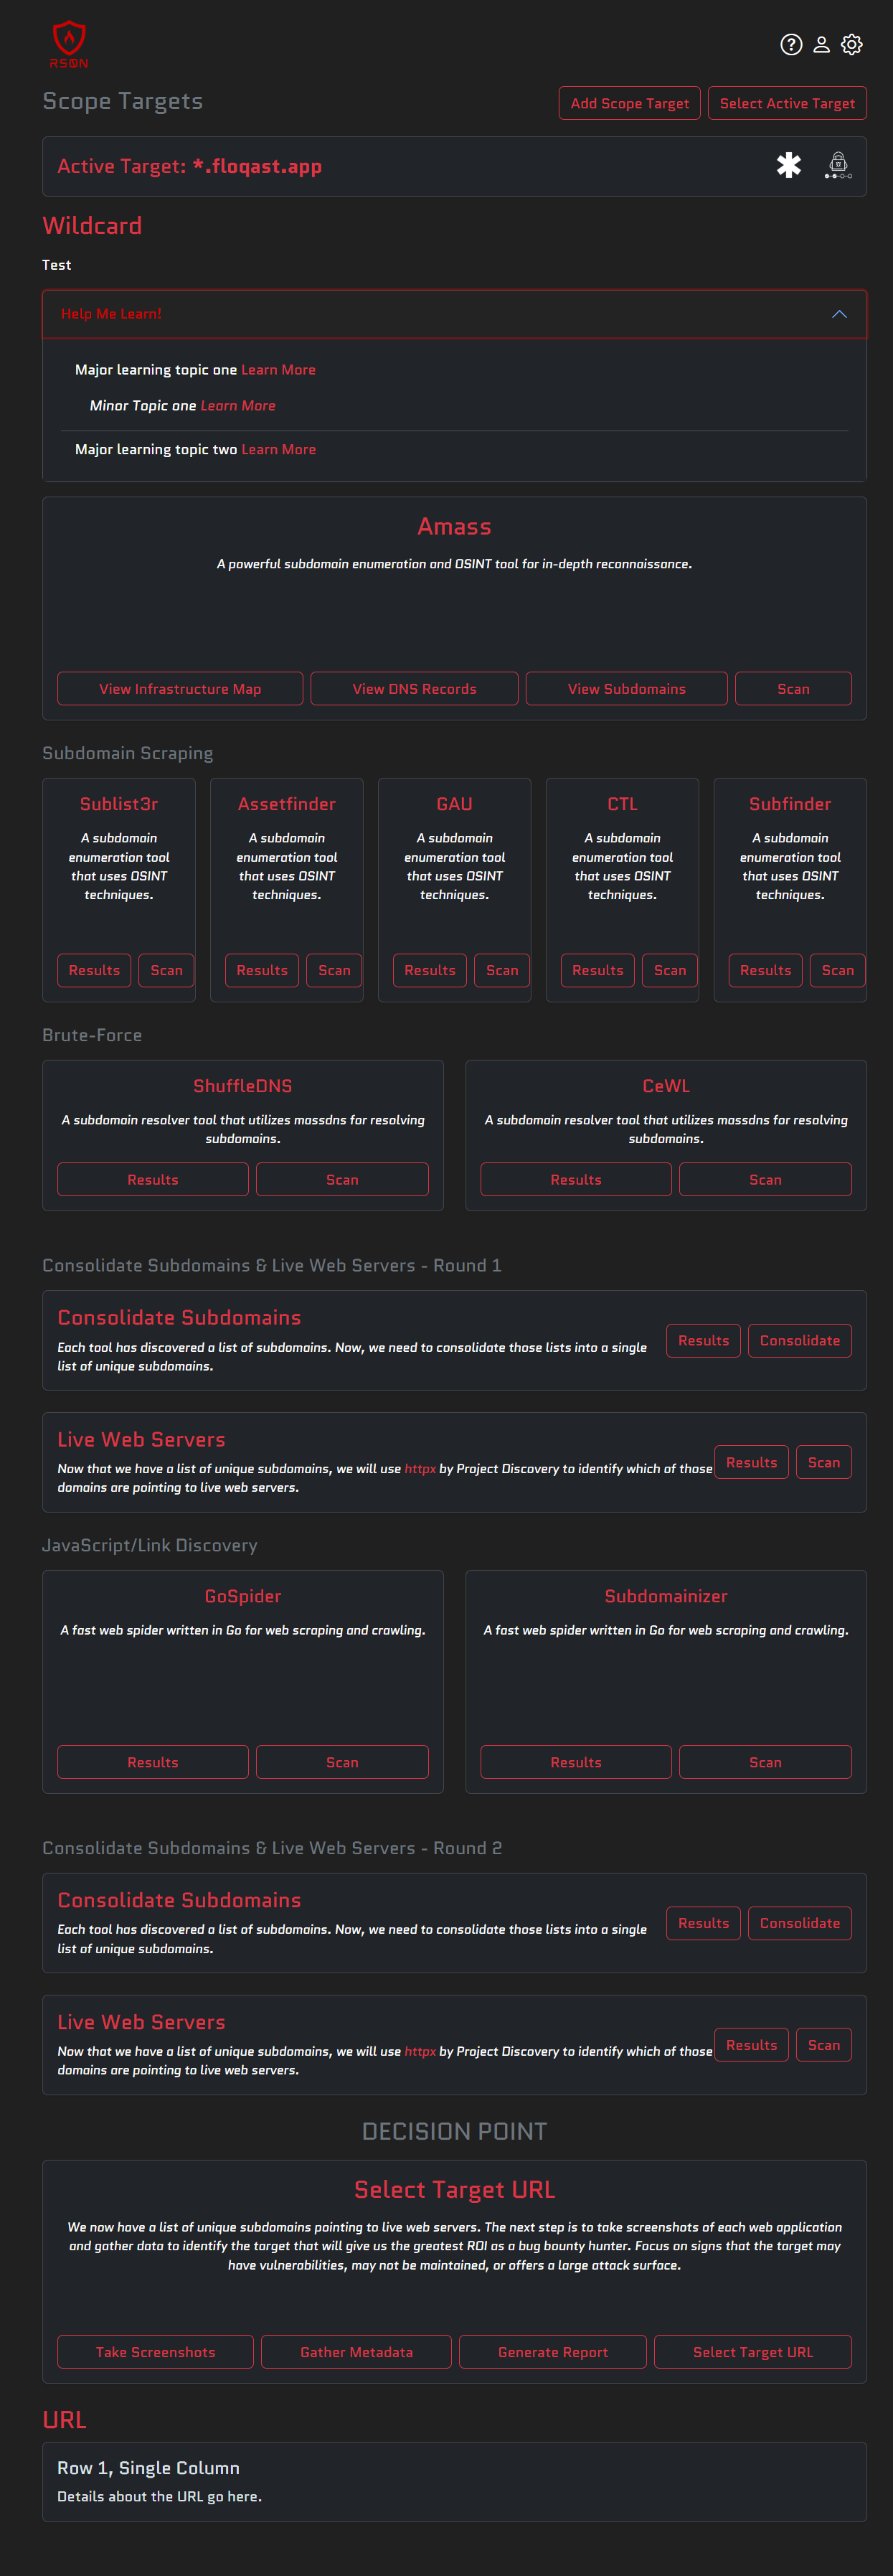 RS0N
Scope Targets
Add Scope Target
Select Active Target
Active Target: *.floqast.app
Wildcard
Test
Help Me Learn!
Major learning topic one Learn More
Minor Topic one Learn More
Major learning topic two Learn More
Amass
A powerful subdomain enumeration and OSINT tool for in-depth reconnaissance.
View Infrastructure Map
View DNS Records
View Subdomains
Scan
Subdomain Scraping
Sublist3r
A subdomain
enumeration tool
that uses OSINT
techniques.
Results
Scan
Assetfinder
A subdomain
enumeration tool
that uses OSINT
techniques.
Results
Scan
GAU
A subdomain
enumeration tool
that uses OSINT
techniques.
Results
Scan
CTL
A subdomain
enumeration tool
that uses OSINT
techniques.
Results
Scan
Subfinder
A subdomain
enumeration tool
that uses OSINT
techniques.
Results
Scan
Brute-Force
ShuffleDNS
A subdomain resolver tool that utilizes massdns for resolving
subdomains.
Results
Scan
CeWL
A subdomain resolver tool that utilizes massdns for resolving
subdomains.
Results
Scan
Consolidate Subdomains & Live Web Servers - Round 1
Consolidate Subdomains
Each tool has discovered a list of subdomains. Now, we need to consolidate those lists into a single
list of unique subdomains.
Results
Consolidate
Live Web Servers
Now that we have a list of unique subdomains, we will use httpx by Project Discovery to identify which of those
domains are pointing to live web servers.
Results
Scan
JavaScript/Link Discovery
GoSpider
A fast web spider written in Go for web scraping and crawling.
Results
Scan
Subdomainizer
A fast web spider written in Go for web scraping and crawling.
Results
Scan
Consolidate Subdomains & Live Web Servers - Round 2
Consolidate Subdomains
Each tool has discovered a list of subdomains. Now, we need to consolidate those lists into a single
list of unique subdomains.
Results
Consolidate
Live Web Servers
Now that we have a list of unique subdomains, we will use httpx by Project Discovery to identify which of those
domains are pointing to live web servers.
Results
Scan
DECISION POINT
Select Target URL
We now have a list of unique subdomains pointing to live web servers. The next step is to take screenshots of each web application
and gather data to identify the target that will give us the greatest ROI as a bug bounty hunter. Focus on signs that the target may
have vulnerabilities, may not be maintained, or offers a large attack surface.
Take Screenshots
Gather Metadata
Generate Report
Select Target URL
URL
Row 1, Single Column
Details about the URL go here.